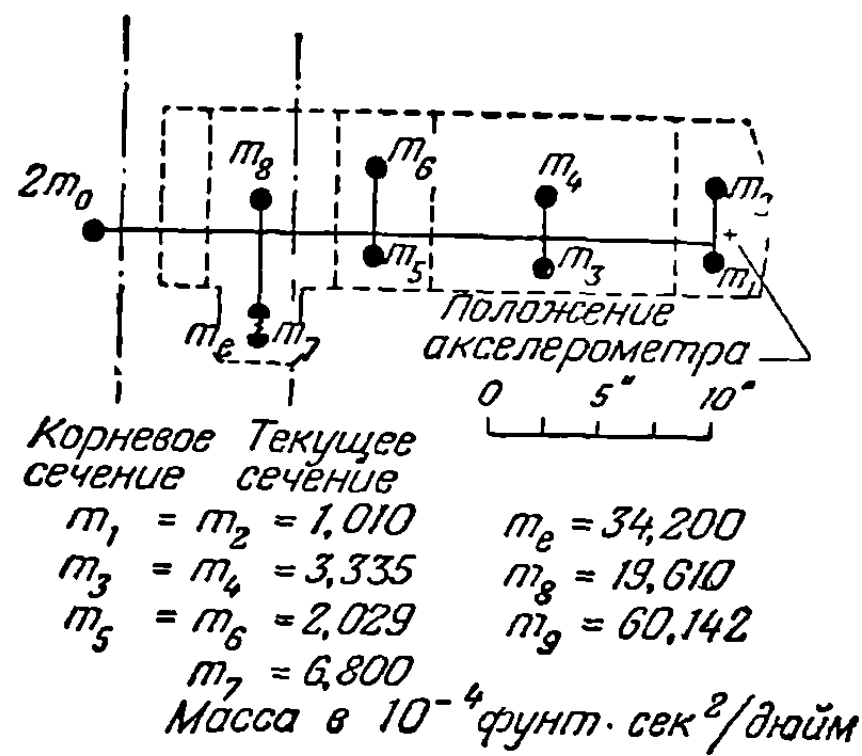 m₈
m₆
m₄
m₂
2m₀
m₅
m₃
m₁
mₑ
m₇
Положение
акселерометра
0 5" 10"
Корневое сечение
Текущее сечение
m₁ = m₂ = 1,010
m₃ = m₄ = 3,335
m₅ = m₆ = 2,029
m₇ = 6,800
mₑ = 34,200
m₈ = 19,610
m₉ = 60,142
Масса в 10⁻⁴ фунт·сек²/дюйм